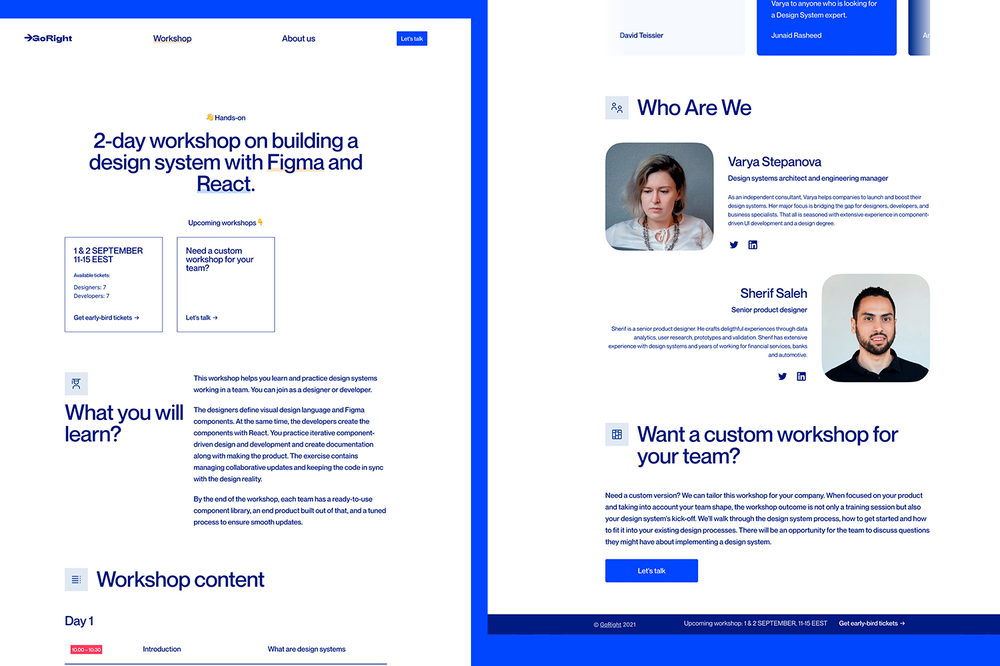 GoRight
Workshop
About us
Let's talk
👋 Hands-on
2-day workshop on building a
design system with Figma and
React.
Upcoming workshops👇
1 & 2 SEPTEMBER
11-15 EEST
Available tickets:
Designers: 7
Developers: 7
Get early-bird tickets →
Need a custom
workshop for your
team?
Let's talk →
What you will
learn?
This workshop helps you learn and practice design systems
working in a team. You can join as a designer or developer.
The designers define visual design language and Figma
components. At the same time, the developers create the
components with React. You practice iterative component-
driven design and development and create documentation
along with making the product. The exercise contains
managing collaborative updates and keeping the code in sync
with the design reality.
By the end of the workshop, each team has a ready-to-use
component library, an end product built out of that, and a tuned
process to ensure smooth updates.
Workshop content
Day 1
10.00 – 10.30
Introduction
What are design systems
David Teissier
Varya to anyone who is looking for
a Design System expert.
Junaid Rasheed
Who Are We
Varya Stepanova
Design systems architect and engineering manager
As an independent consultant, Varya helps companies to launch and boost their
design systems. Her major focus is bridging the gap for designers, developers, and
business specialists. That all is seasoned with extensive experience in component-
driven UI development and a design degree.
Sherif Saleh
Senior product designer
Sherif is a senior product designer. He crafts deligthful experiences through data
analytics, user research, prototypes and validation. Sherif has extensive
experience with design systems and years of working for financial services, banks
and automotive.
Want a custom workshop for
your team?
Need a custom version? We can tailor this workshop for your company. When focused on your product
and taking into account your team shape, the workshop outcome is not only a training session but also
your design system's kick-off. We'll walk through the design system process, how to get started and how
to fit it into your existing design processes. There will be an opportunity for the team to discuss questions
they might have about implementing a design system.
Let's talk
© GoRight 2021
Upcoming workshop: 1 & 2 SEPTEMBER, 11-15 EEST
Get early-bird tickets →